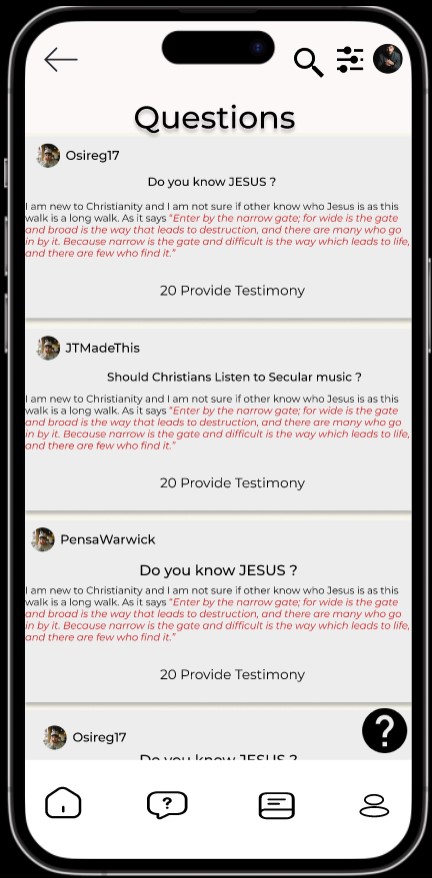 Questions
Osireg17
Do you know JESUS ?
I am new to Christianity and I am not sure if other know who Jesus is as this
walk is a long walk. As it says “Enter by the narrow gate; for wide is the gate
and broad is the way that leads to destruction, and there are many who go
in by it. Because narrow is the gate and difficult is the way which leads to life,
and there are few who find it.”
20 Provide Testimony
JTMadeThis
Should Christians Listen to Secular music ?
I am new to Christianity and I am not sure if other know who Jesus is as this
walk is a long walk. As it says “Enter by the narrow gate; for wide is the gate
and broad is the way that leads to destruction, and there are many who go
in by it. Because narrow is the gate and difficult is the way which leads to life,
and there are few who find it.”
20 Provide Testimony
PensaWarwick
Do you know JESUS ?
I am new to Christianity and I am not sure if other know who Jesus is as this
walk is a long walk. As it says “Enter by the narrow gate; for wide is the gate
and broad is the way that leads to destruction, and there are many who go
in by it. Because narrow is the gate and difficult is the way which leads to life,
and there are few who find it.”
20 Provide Testimony
Osireg17
Do you know JESUS ?
?
?